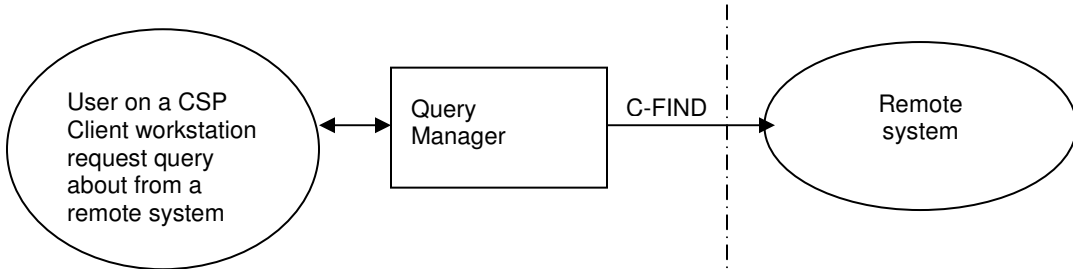 User on a CSP
Client workstation
request query
about from a
remote system
Query
Manager
C-FIND
Remote
system